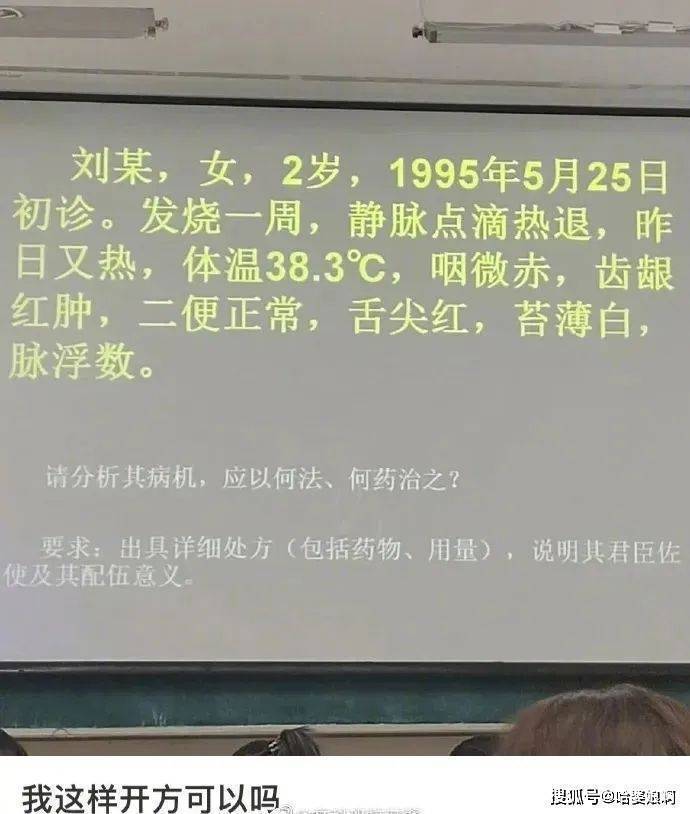 刘某，女，2岁，1995年5月25日
初诊。发烧一周，静脉点滴热退，昨
日又热，体温38.3℃，咽微赤，齿龈
红肿，二便正常，舌尖红，苔薄白，
脉浮数。
请分析其病机，应以何法、何药治之？
要求：出具详细处方（包括药物、用量），说明其君臣佐
使及其配伍意义。
我这样开方可以吗
搜狐号@哈婆娘啊